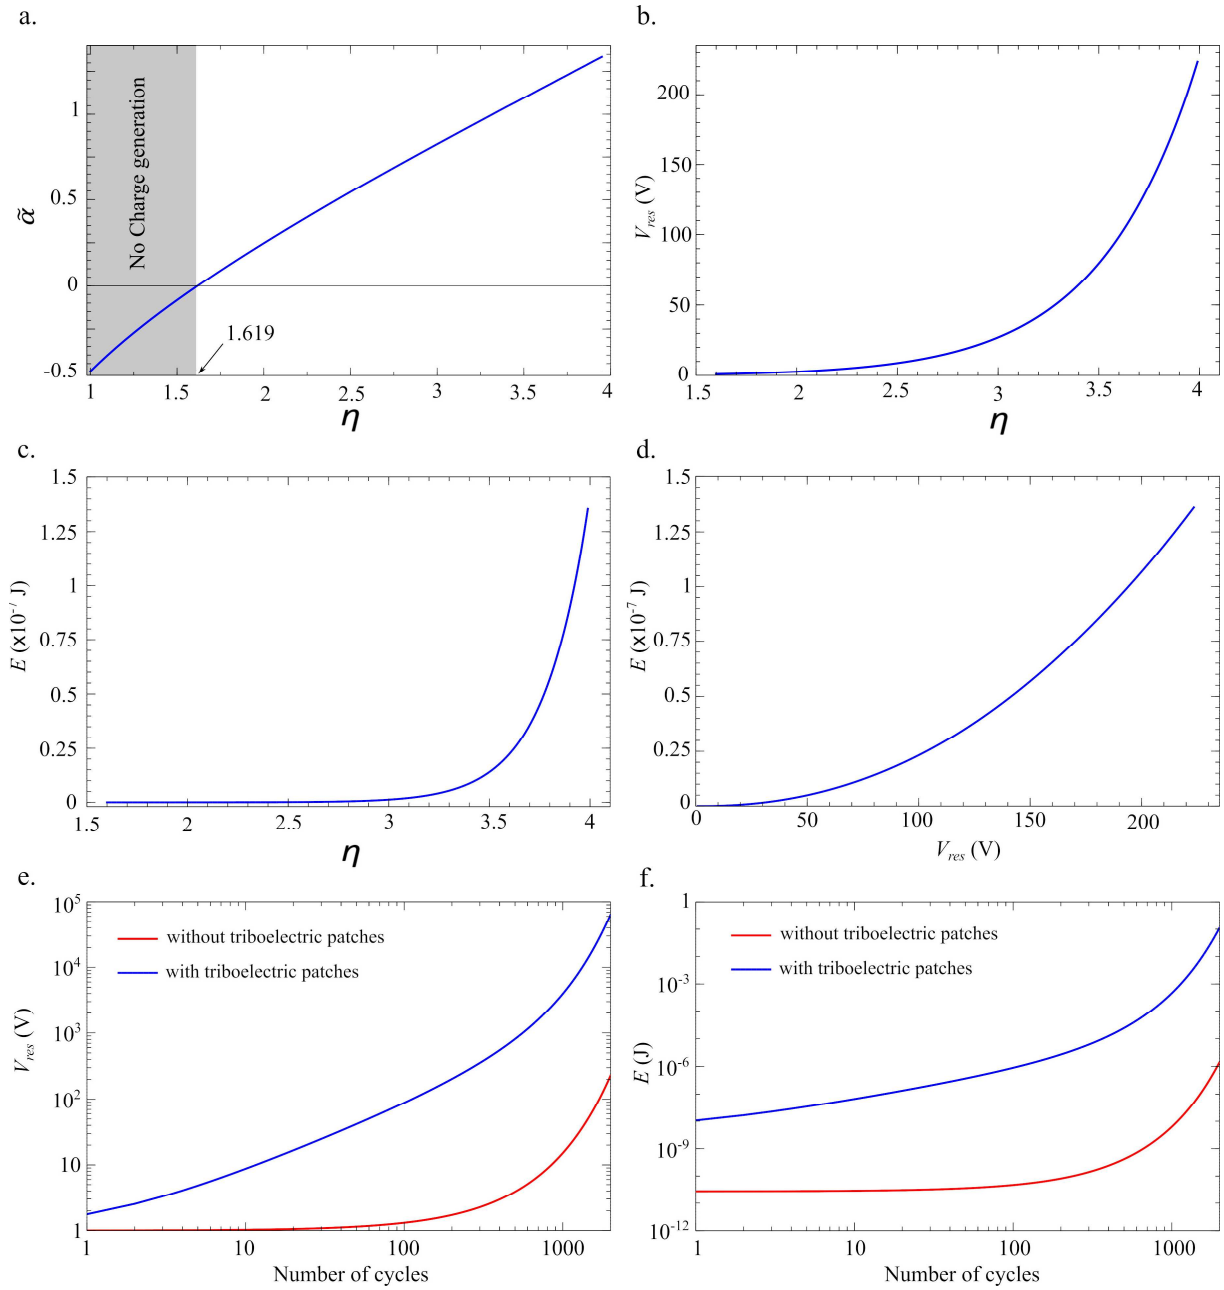 a.
No Charge generation
α̃
1
0.5
0
-0.5
1.619
1
1.5
2
2.5
3
3.5
4
η
b.
V_res (V)
200
150
100
50
0
1.5
2
2.5
3
3.5
4
η
c.
E (x10⁻⁷ J)
1.5
1.25
1
0.75
0.5
0.25
0
1.5
2
2.5
3
3.5
4
η
d.
E (x10⁻⁷ J)
1.5
1.25
1
0.75
0.5
0.25
0
0
50
100
150
200
V_res (V)
e.
V_res (V)
10⁵
10⁴
10³
10²
10
1
without triboelectric patches
with triboelectric patches
1
10
100
1000
Number of cycles
f.
E (J)
1
10⁻³
10⁻⁶
10⁻⁹
10⁻¹²
without triboelectric patches
with triboelectric patches
1
10
100
1000
Number of cycles